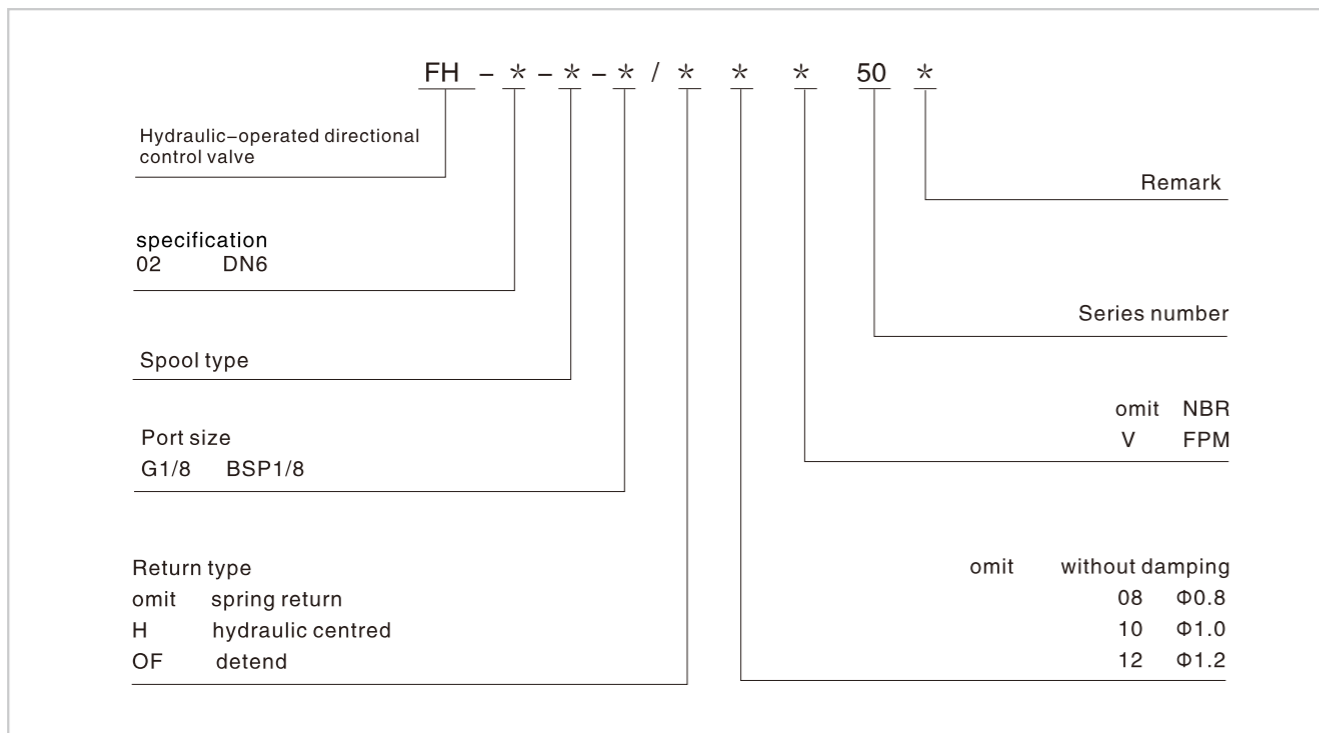 FH – * – * – * / * * * 50 *
Hydraulic–operated directional
control valve
specification
02 DN6
Spool type
Port size
G1/8 BSP1/8
Return type
omit spring return
H hydraulic centred
OF detend
Remark
Series number
omit NBR
V FPM
omit without damping
08 Φ0.8
10 Φ1.0
12 Φ1.2